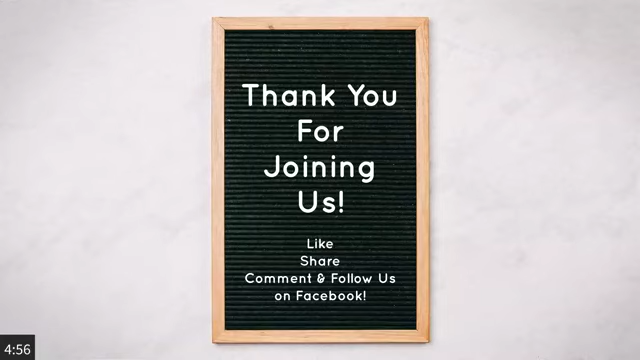 Thank You
For
Joining
Us!
Like
Share
Comment & Follow Us
on Facebook!
4:56